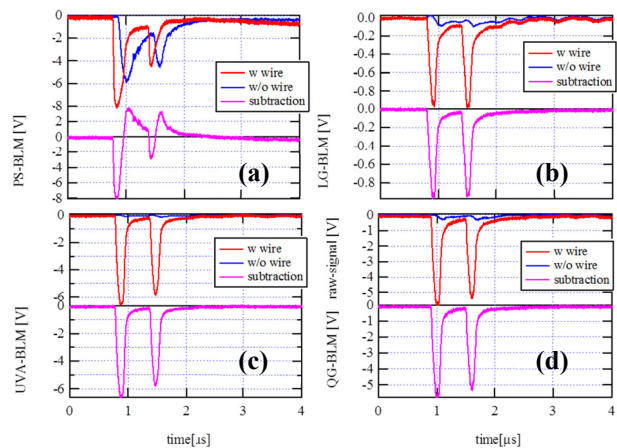 0
-2
-4
-6
-8
2
0
-2
-4
-6
-8
PS-BLM [V]
w wire
w/o wire
subtraction
(a)
0.0
-0.2
-0.4
-0.6
-0.8
0.0
-0.2
-0.4
-0.6
-0.8
LG-BLM [V]
w wire
w/o wire
subtraction
(b)
0
-2
-4
-6
-2
-4
-6
UVA-BLM [V]
w wire
w/o wire
subtraction
(c)
0 1 2 3 4
time[µs]
0
-1
-2
-3
-4
-5
0
-1
-2
-3
-4
-5
QG-BLM [V] raw-signal [V]
w wire
w/o wire
subtraction
(d)
0 1 2 3 4
time[µs]